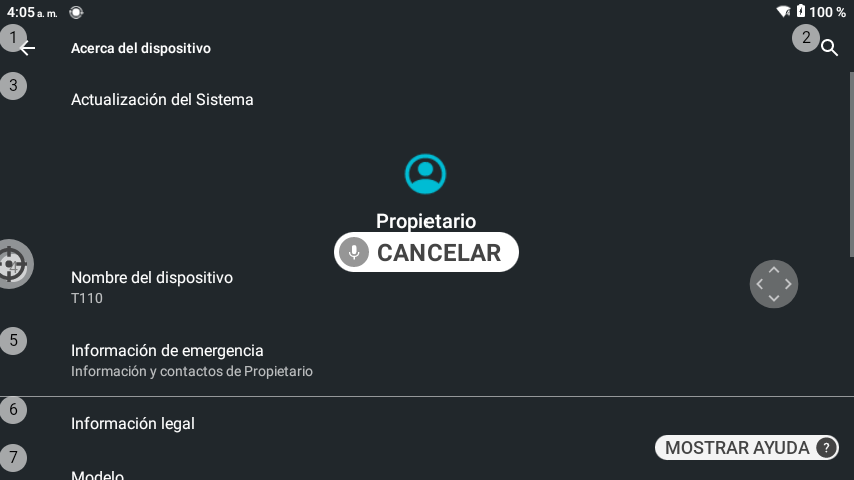 4:05 a. m.
100 %
1
Acerca del dispositivo
2
3
Actualización del Sistema
Propietario
CANCELAR
Nombre del dispositivo
T110
5
Información de emergencia
Información y contactos de Propietario
6
Información legal
MOSTRAR AYUDA ?
7
Modelo